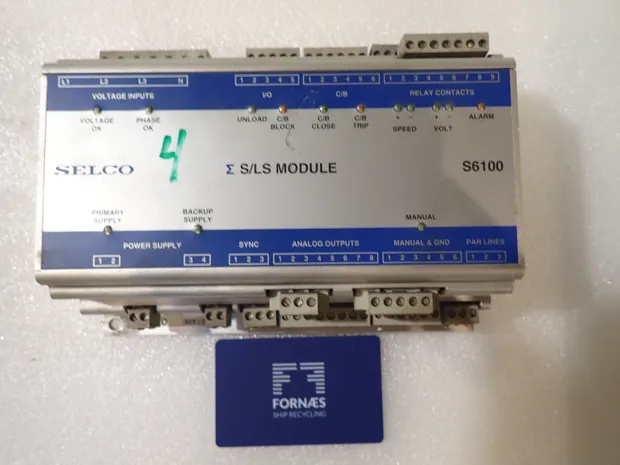 L1 L2 L3 N
VOLTAGE INPUTS
1 2 3 4 5
I/O
1 2 3 4 5 6
C/B
1 2 3 4 5 6 7 8 9
RELAY CONTACTS
VOLTAGE
OK
PHASE
OK
UNLOAD
C/B
BLOCK
C/B
CLOSE
C/B
TRIP
+ -
SPEED
+ -
VOLT
ALARM
4
SELCO
Σ S/LS MODULE
S6100
PRIMARY
SUPPLY
BACKUP
SUPPLY
MANUAL
POWER SUPPLY
SYNC
ANALOG OUTPUTS
MANUAL & GND
PAR LINES
1 2
3 4
1 2 3
1 2 3 4 5 6 7 8
1 2 3 4 5 6
1 2 3
FORNÆS
SHIP RECYCLING